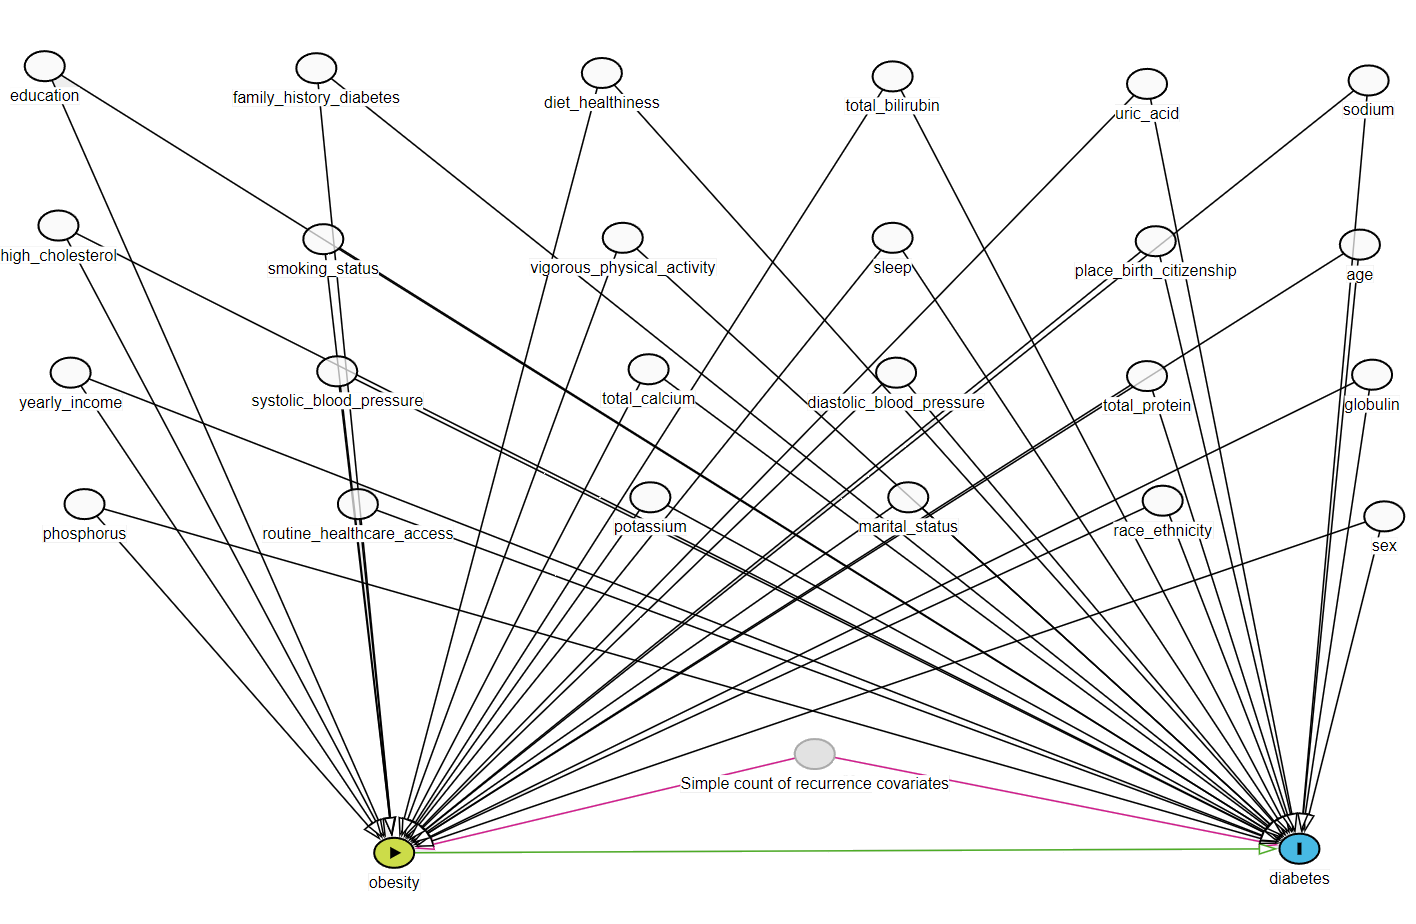 education
family_history_diabetes
diet_healthiness
total_bilirubin
uric_acid
sodium
high_cholesterol
smoking_status
vigorous_physical_activity
sleep
place_birth_citizenship
age
yearly_income
systolic_blood_pressure
total_calcium
diastolic_blood_pressure
total_protein
globulin
phosphorus
routine_healthcare_access
potassium
marital_status
race_ethnicity
sex
Simple count of recurrence covariates
obesity
diabetes